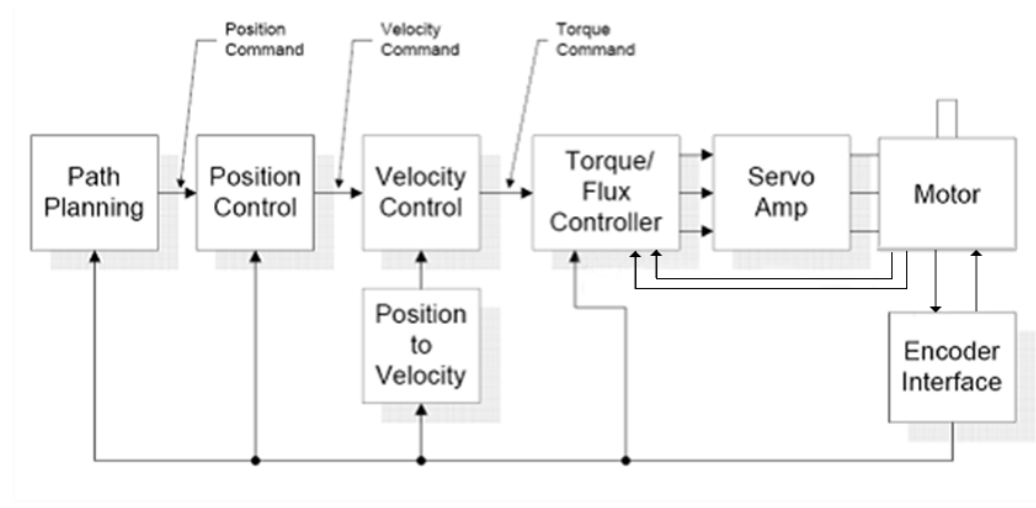 Position
Command
Velocity
Command
Torque
Command
Path
Planning
Position
Control
Velocity
Control
Torque/
Flux
Controller
Servo
Amp
Motor
Position
to
Velocity
Encoder
Interface